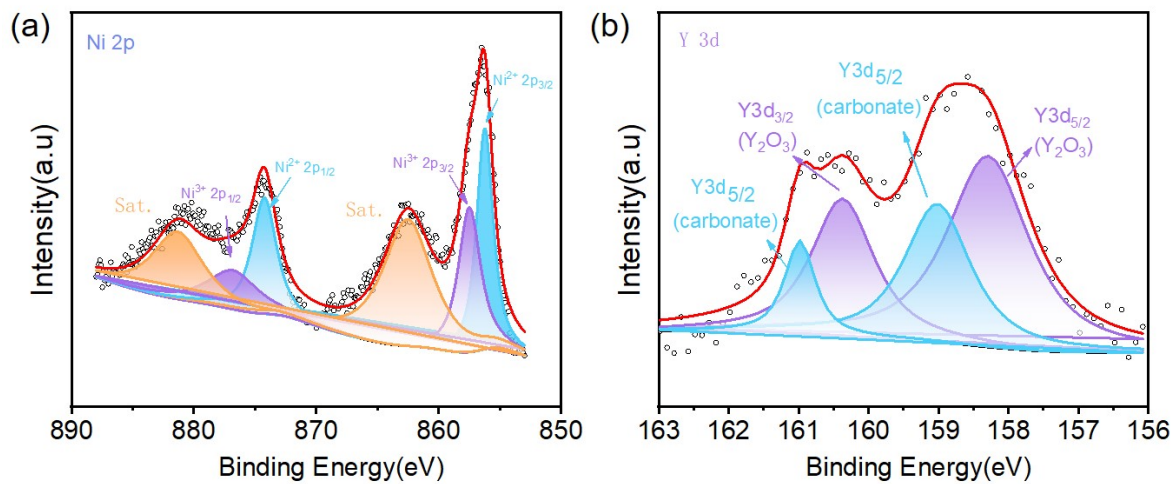 (a)
Ni 2p
Sat.
Ni³⁺ 2p₁/₂
Ni²⁺ 2p₁/₂
Sat.
Ni³⁺ 2p₃/₂
Ni²⁺ 2p₃/₂
Intensity(a.u)
890
880
870
860
850
Binding Energy(eV)
(b)
Y 3d
Y3d₅/₂
(carbonate)
Y3d₃/₂
(Y₂O₃)
Y3d₅/₂
(carbonate)
Y3d₅/₂
(Y₂O₃)
Intensity(a.u)
163
162
161
160
159
158
157
156
Binding Energy(eV)